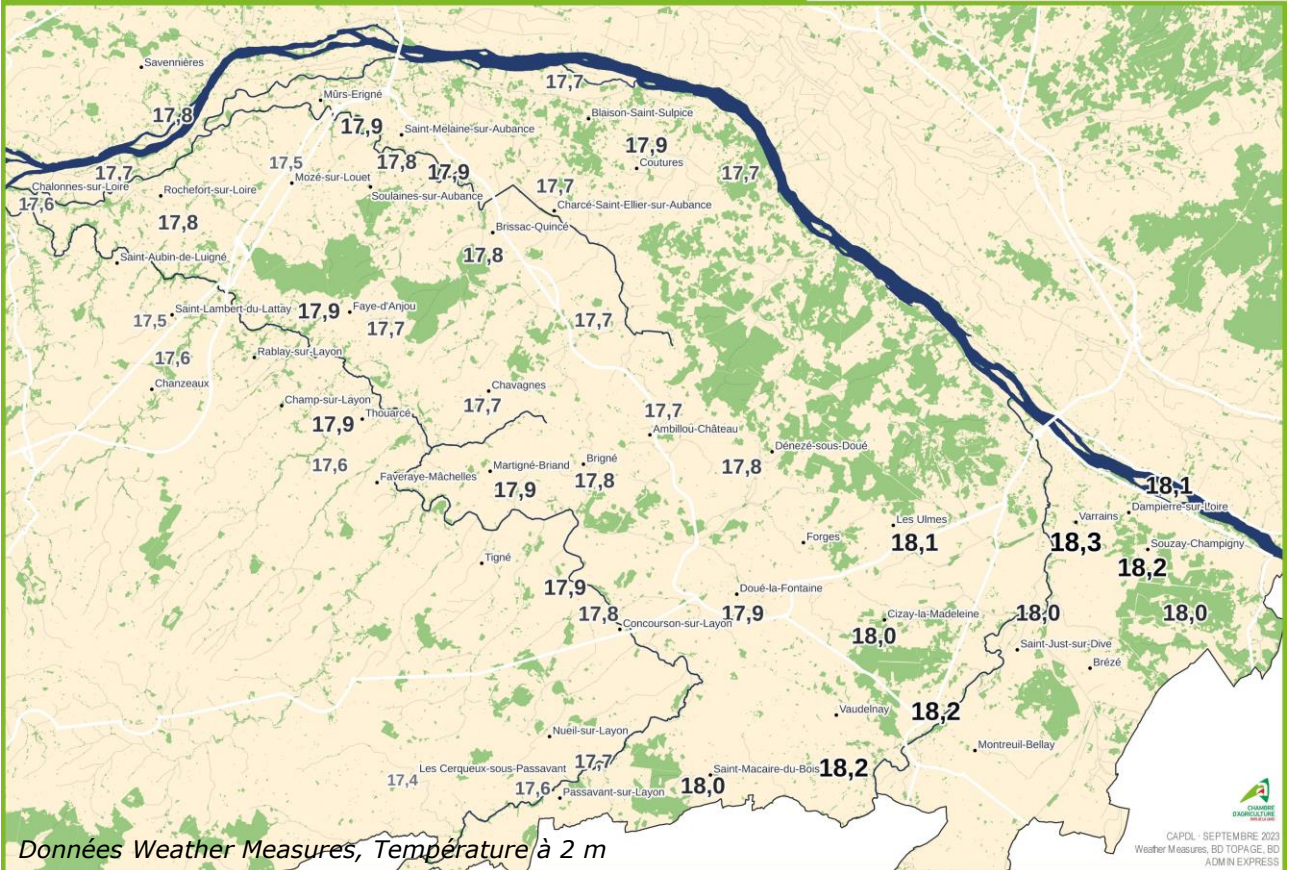 Savennières
17,7
Mûrs-Erigné
17,8
Blaison-Saint-Sulpice
17,9
Saint-Melaine-sur-Aubance
17,9
17,5
17,8
17,9
Coutures
17,7
17,7
Mozé-sur-Louet
17,7
Chalonnes-sur-Loire
Rochefort-sur-Loire
Soulaines-sur-Aubance
17,6
Charcé-Saint-Ellier-sur-Aubance
17,8
Brissac-Quincé
17,8
Saint-Aubin-de-Luigné
Saint-Lambert-du-Lattay
17,9
Faye-d'Anjou
17,5
17,7
17,7
17,6
Rablay-sur-Layon
Chanzeaux
Chavagnes
Champ-sur-Layon
17,7
17,7
Thouarcé
17,9
Ambillou-Château
Dénezé-sous-Doué
17,6
Martigné-Briand
Brigné
17,8
Faveraye-Mâchelles
17,9
17,8
18,1
Dampierre-sur-Loire
Les Ulmes
Varrains
Forges
18,1
18,3
Souzay-Champigny
Tigné
18,2
17,9
Doué-la-Fontaine
17,8
17,9
18,0
18,0
Concourson-sur-Layon
Cizay-la-Madeleine
18,0
Saint-Just-sur-Dive
Brézé
Vaudelnay
18,2
Nueil-sur-Layon
Montreuil-Bellay
17,7
Les Cerqueux-sous-Passavant
Saint-Macaire-du-Bois
18,2
17,4
17,6
18,0
Passavant-sur-Layon
CHAMBRE
D'AGRICULTURE
CAPDL - SEPTEMBRE 2023
Weather Measures, BD TOPAGE, BD
ADMIN EXPRESS
Données Weather Measures, Température à 2 m